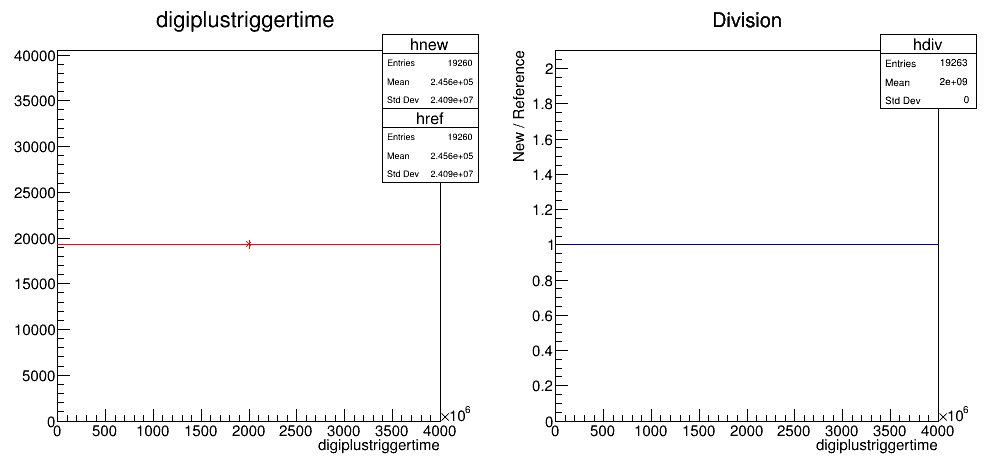 digiplustriggertime
hnew
Entries 19260
Mean 2.456e+05
Std Dev 2.409e+07
href
Entries 19260
Mean 2.456e+05
Std Dev 2.409e+07
40000
35000
30000
25000
20000
15000
10000
5000
0
0 500 1000 1500 2000 2500 3000 3500 4000
×10⁶
digiplustriggertime
Division
hdiv
Entries 19263
Mean 2e+09
Std Dev 0
New / Reference
2
1.8
1.6
1.4
1.2
1
0.8
0.6
0.4
0.2
0
0 500 1000 1500 2000 2500 3000 3500 4000
×10⁶
digiplustriggertime